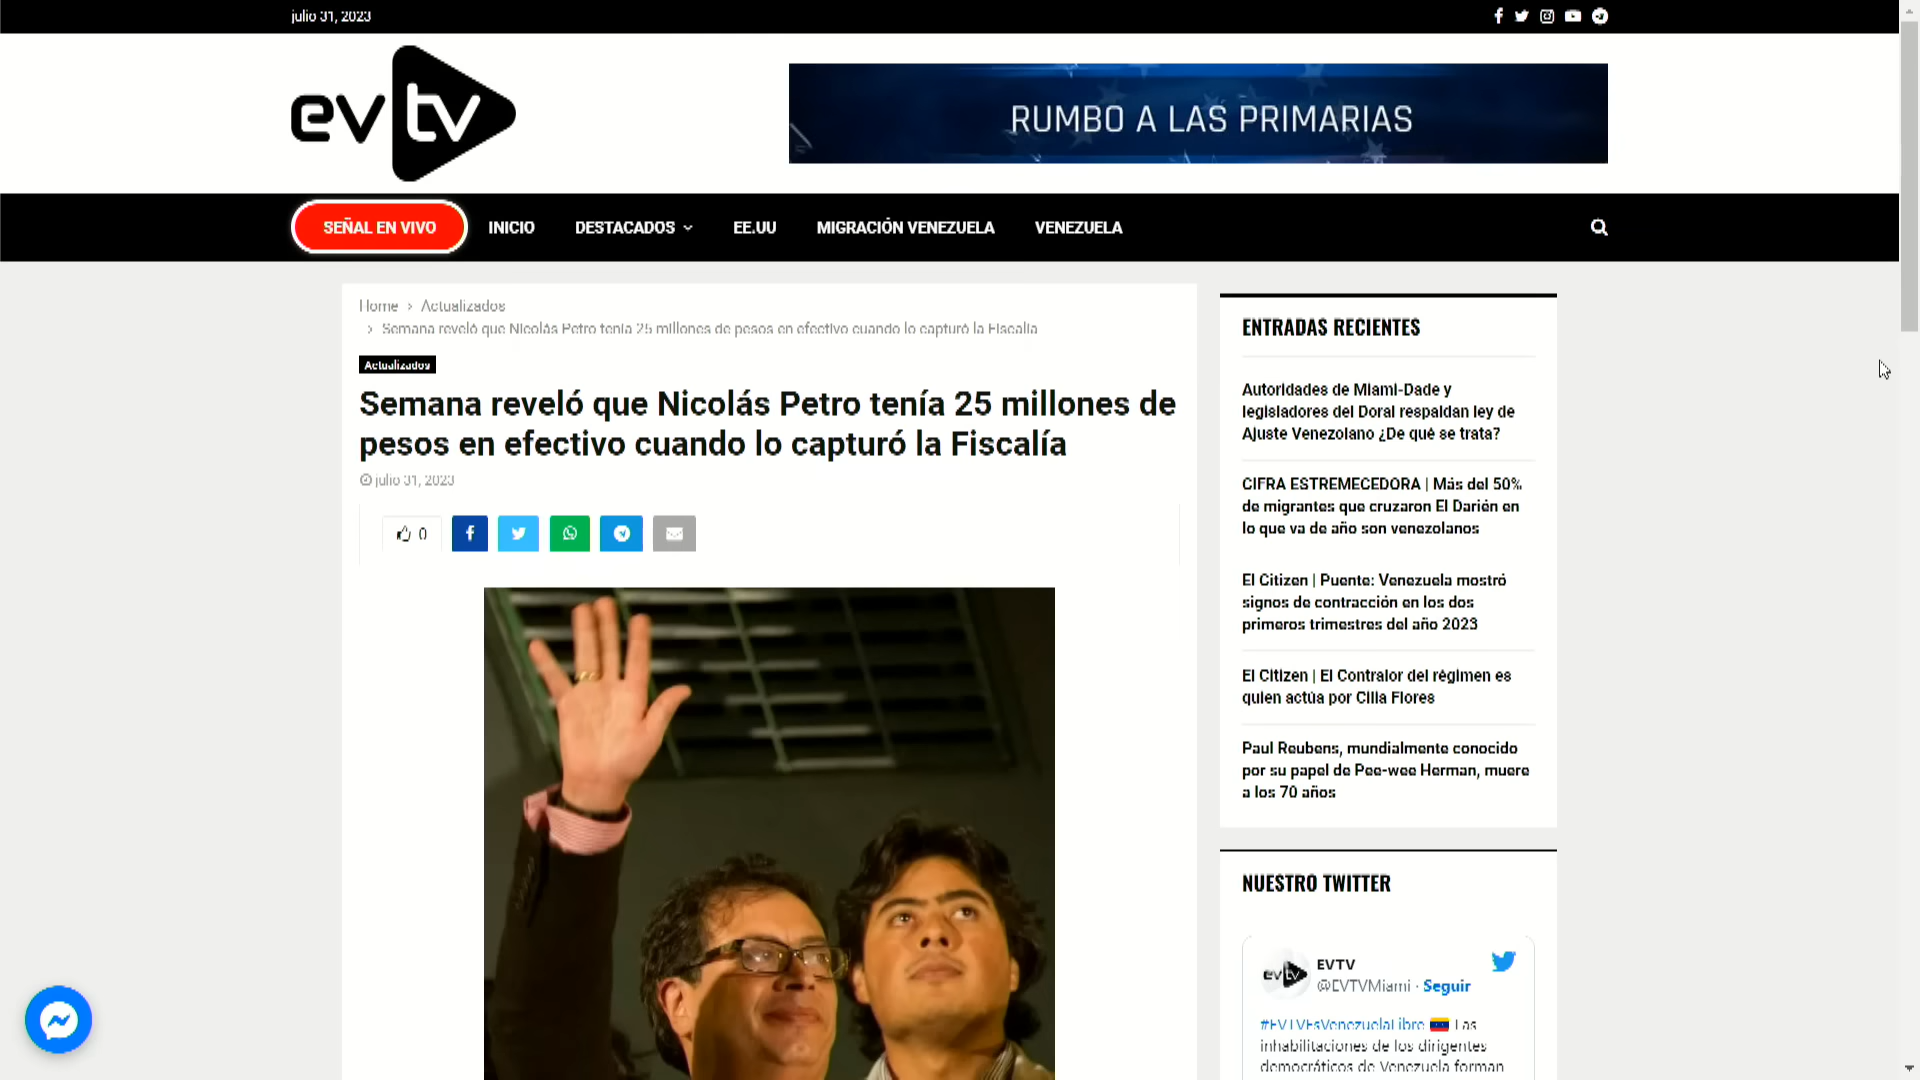 julio 31, 2023
evtv
RUMBO A LAS PRIMARIAS
SEÑAL EN VIVO
INICIO
DESTACADOS
EE.UU
MIGRACIÓN VENEZUELA
VENEZUELA
Home > Actualizados
> Semana reveló que Nicolás Petro tenía 25 millones de pesos en efectivo cuando lo capturó la Fiscalía
Actualizados
Semana reveló que Nicolás Petro tenía 25 millones de
pesos en efectivo cuando lo capturó la Fiscalía
julio 31, 2023
0
ENTRADAS RECIENTES
Autoridades de Miami-Dade y
legisladores del Doral respaldan ley de
Ajuste Venezolano ¿De qué se trata?
CIFRA ESTREMECEDORA | Más del 50%
de migrantes que cruzaron El Darién en
lo que va de año son venezolanos
El Citizen | Puente: Venezuela mostró
signos de contracción en los dos
primeros trimestres del año 2023
El Citizen | El Contralor del régimen es
quien actúa por Cilia Flores
Paul Reubens, mundialmente conocido
por su papel de Pee-wee Herman, muere
a los 70 años
NUESTRO TWITTER
evtv
EVTV
@EVTVMiami · Seguir
#EVTVEsVenezuelaLibre 🇻🇪 Las
inhabilitaciones de los dirigentes
democráticos de Venezuela forman